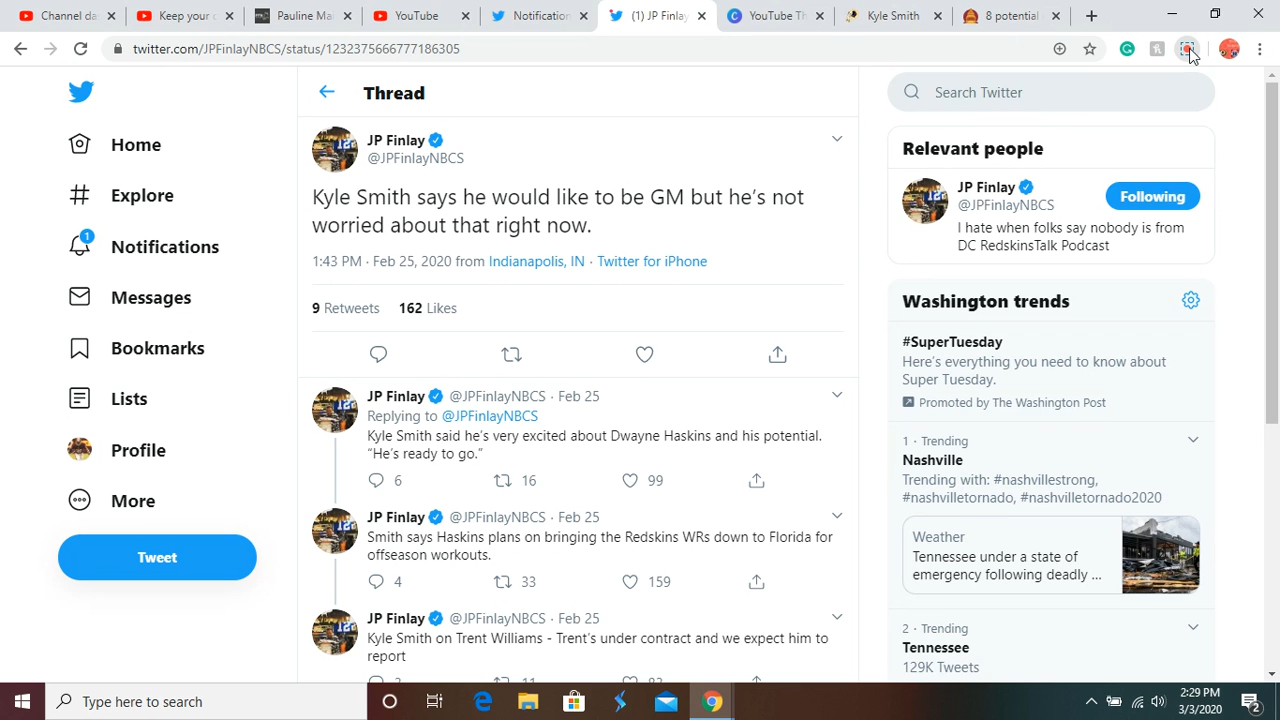 Channel da
Keep your
Pauline Ma
YouTube
Notification
(1) JP Finlay
YouTube Th
Kyle Smith
8 potential
twitter.com/JPFinlayNBCS/status/1232375666777186305
Home
Explore
1
Notifications
Messages
Bookmarks
Lists
Profile
More
Tweet
Thread
JP Finlay
@JPFinlayNBCS
Kyle Smith says he would like to be GM but he's not
worried about that right now.
1:43 PM · Feb 25, 2020 from Indianapolis, IN · Twitter for iPhone
9 Retweets 162 Likes
JP Finlay @JPFinlayNBCS · Feb 25
Replying to @JPFinlayNBCS
Kyle Smith said he's very excited about Dwayne Haskins and his potential.
“He's ready to go.”
6 16 99
JP Finlay @JPFinlayNBCS · Feb 25
Smith says Haskins plans on bringing the Redskins WRs down to Florida for
offseason workouts.
4 33 159
JP Finlay @JPFinlayNBCS · Feb 25
Kyle Smith on Trent Williams - Trent's under contract and we expect him to
report
Search Twitter
Relevant people
JP Finlay
@JPFinlayNBCS
Following
I hate when folks say nobody is from
DC RedskinsTalk Podcast
Washington trends
#SuperTuesday
Here's everything you need to know about
Super Tuesday.
Promoted by The Washington Post
1 · Trending
Nashville
Trending with: #nashvillestrong,
#nashvilletornado, #nashvilletornado2020
Weather
Tennessee under a state of
emergency following deadly ...
2 · Trending
Tennessee
129K Tweets
Type here to search
2:29 PM
3/3/2020
2